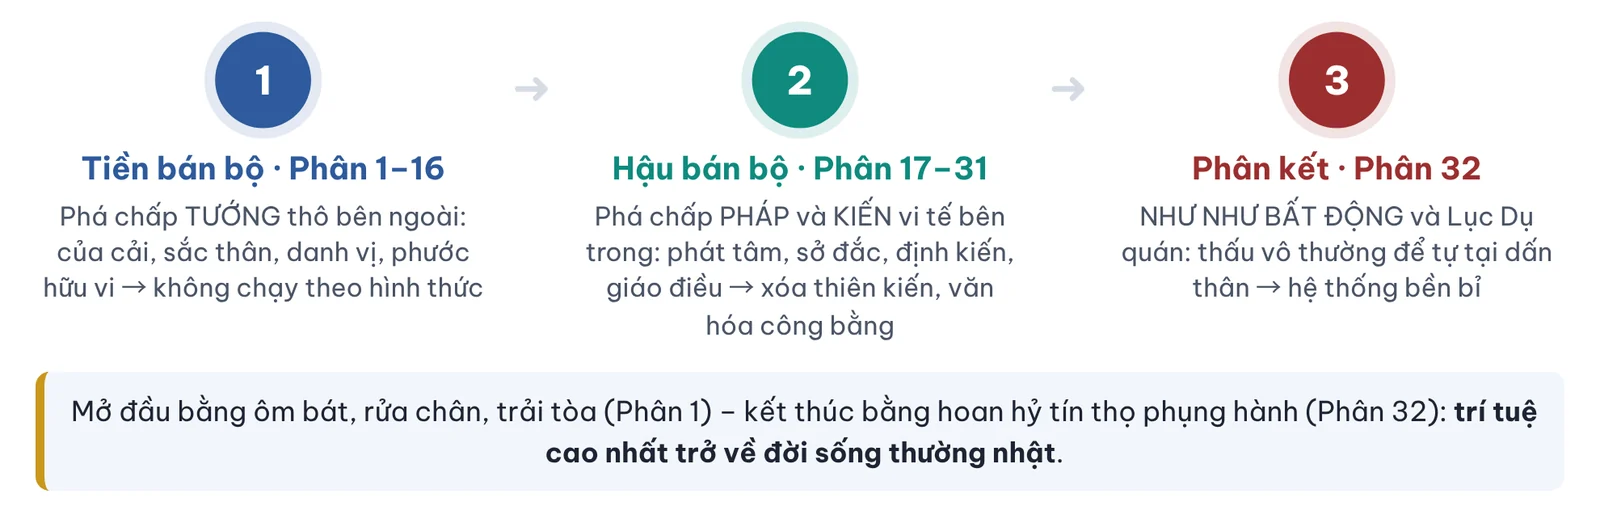 1
→
2
→
3
Tiền bán bộ · Phân 1–16
Phá chấp TƯỚNG thô bên ngoài:
của cải, sắc thân, danh vị, phước
hữu vi → không chạy theo hình thức
Hậu bán bộ · Phân 17–31
Phá chấp PHÁP và KIẾN vi tế bên
trong: phát tâm, sở đắc, định kiến,
giáo điều → xóa thiên kiến, văn
hóa công bằng
Phân kết · Phân 32
NHƯ NHƯ BẤT ĐỘNG và Lục Dụ
quán: thấu vô thường để tự tại dấn
thân → hệ thống bền bỉ
Mở đầu bằng ôm bát, rửa chân, trải tòa (Phân 1) – kết thúc bằng hoan hỷ tín thọ phụng hành (Phân 32): trí tuệ
cao nhất trở về đời sống thường nhật.